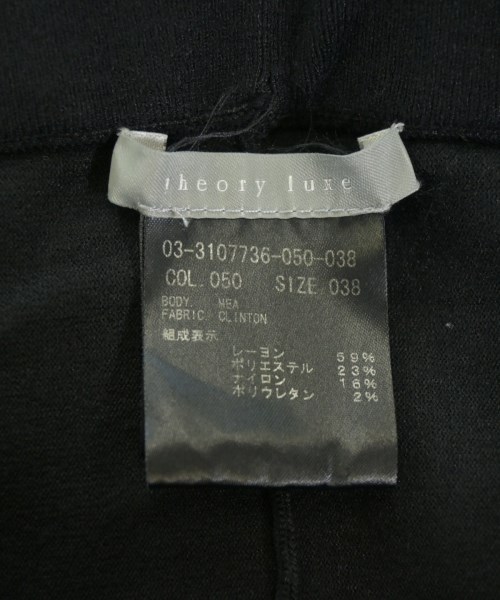 theory luxe
03-3107736-050-038
COL.050 SIZE.038
BODY. NEA
FABRIC CLINTON
組成表示
レーヨン 59%
ポリエステル 23%
ナイロン 16%
ポリウレタン 2%